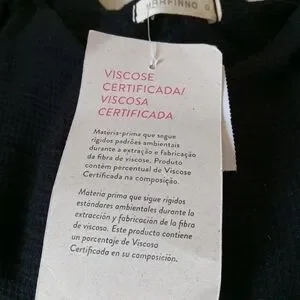 MARFINNO G
VISCOSE
CERTIFICADA/
VISCOSA
CERTIFICADA
Matéria-prima que segue
rígidos padrões ambientais
durante a extração e fabricação
da fibra de viscose. Produto
contém percentual de Viscose
Certificada na composição.
Materia prima que sigue rígidos
estándares ambientales durante la
extracción y fabricación de la fibra
de viscosa. Este producto contiene
un porcentaje de Viscosa
Certificada en su composición.